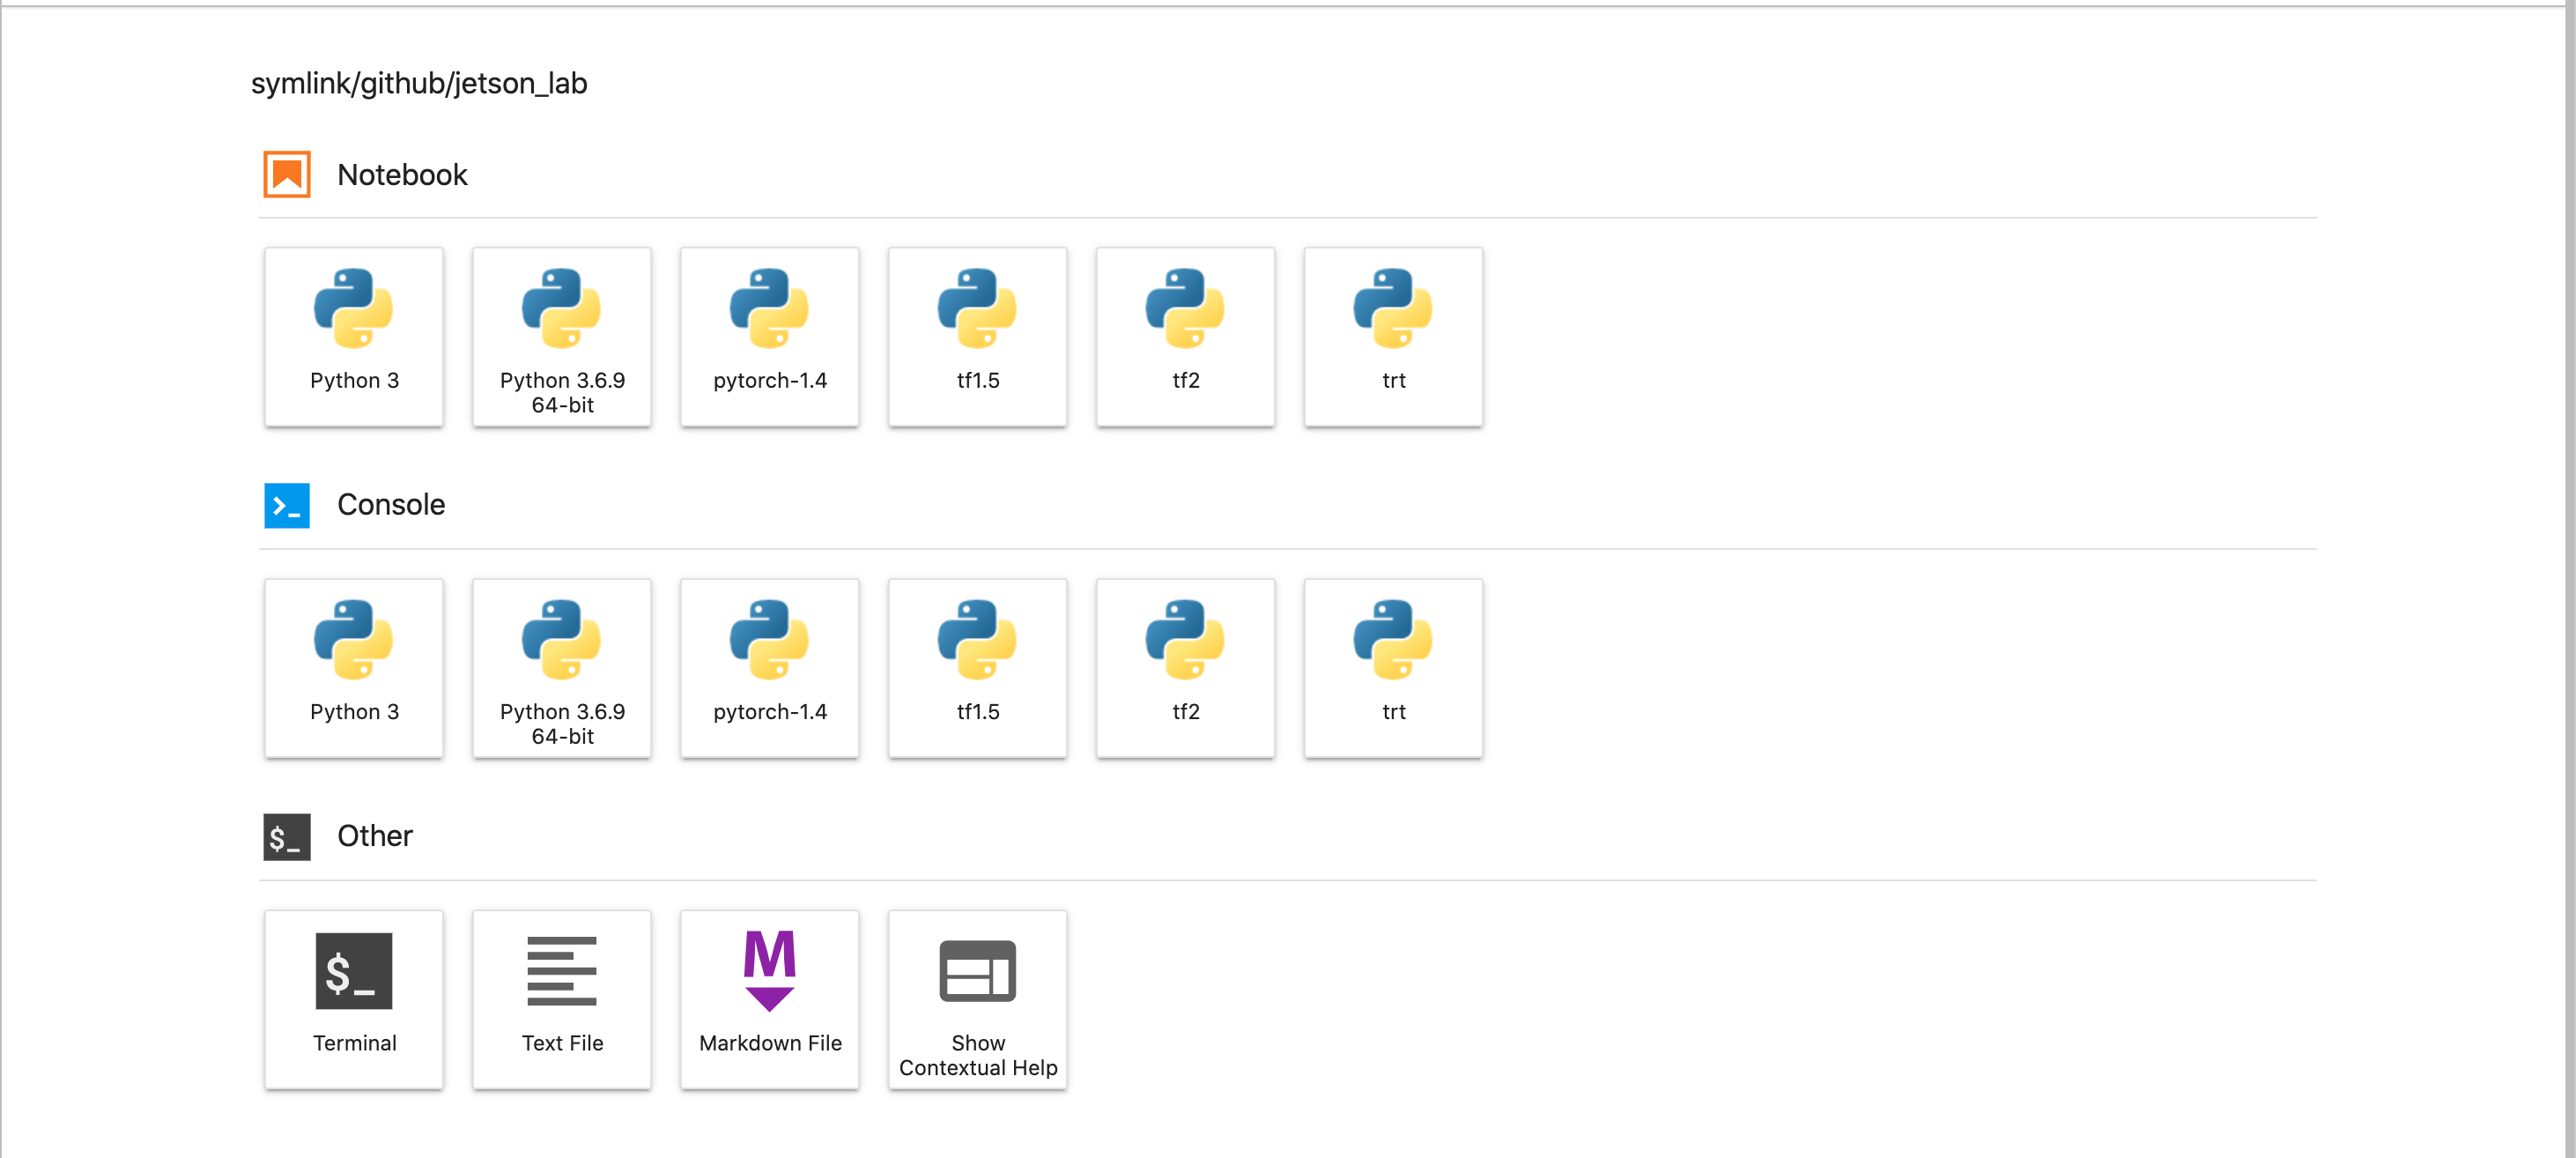 symlink/github/jetson_lab
Notebook
Python 3
Python 3.6.9
64-bit
pytorch-1.4
tf1.5
tf2
trt
>_ Console
Python 3
Python 3.6.9
64-bit
pytorch-1.4
tf1.5
tf2
trt
$_ Other
$_
Terminal
Text File
M
Markdown File
Show
Contextual Help